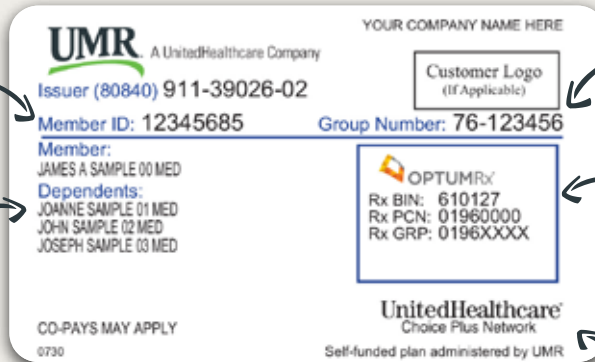 YOUR COMPANY NAME HERE
UMR A UnitedHealthcare Company
Customer Logo
(If Applicable)
Issuer (80840) 911-39026-02
Member ID: 12345685 Group Number: 76-123456
Member:
JAMES A SAMPLE 00 MED
Dependents:
JOANNE SAMPLE 01 MED
JOHN SAMPLE 02 MED
JOSEPH SAMPLE 03 MED
OPTUMRx
Rx BIN: 610127
Rx PCN: 01960000
Rx GRP: 0196XXXX
UnitedHealthcare
Choice Plus Network
CO-PAYS MAY APPLY
0730 Self-funded plan administered by UMR